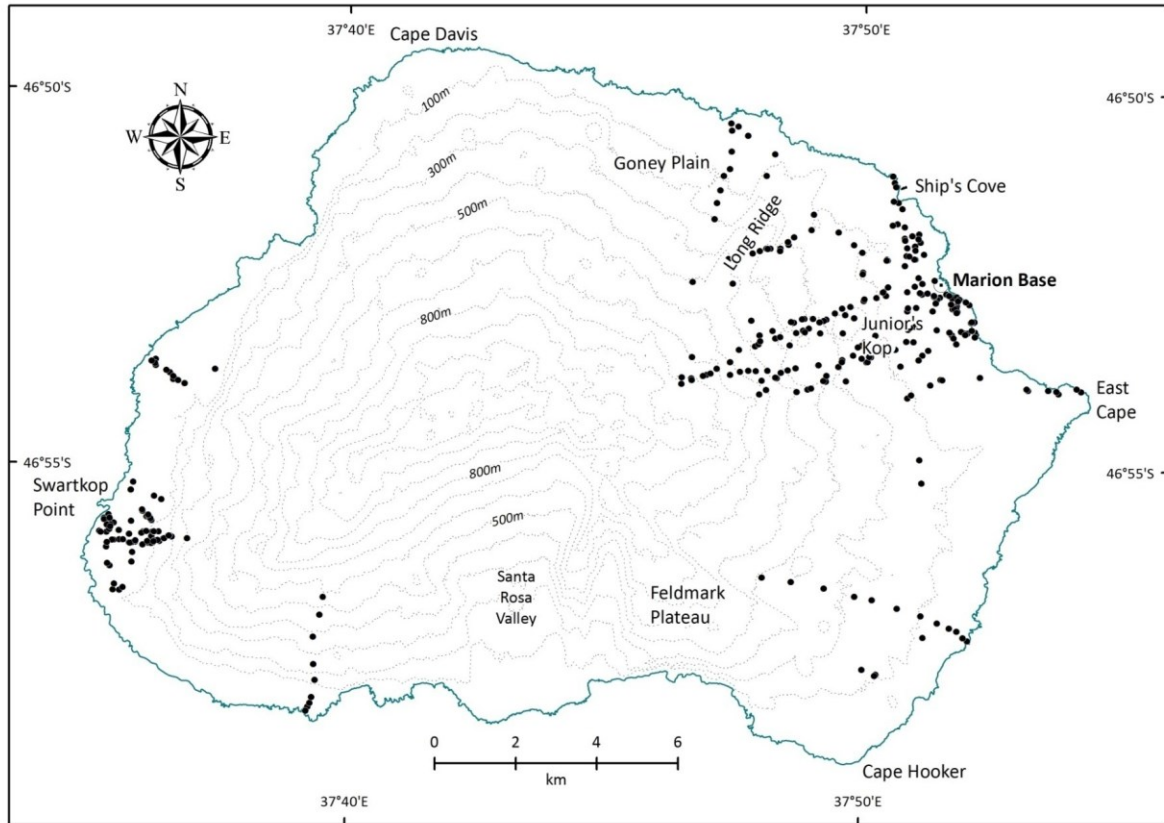 37°40'E
37°50'E
Cape Davis
46°50'S
46°50'S
N
W
E
S
100m
300m
500m
Goney Plain
Ship's Cove
Long Ridge
Marion Base
800m
Junior's
Kop
East
Cape
46°55'S
46°55'S
Swartkop
Point
800m
500m
Santa
Rosa
Valley
Feldmark
Plateau
0 2 4 6
km
Cape Hooker
37°40'E
37°50'E